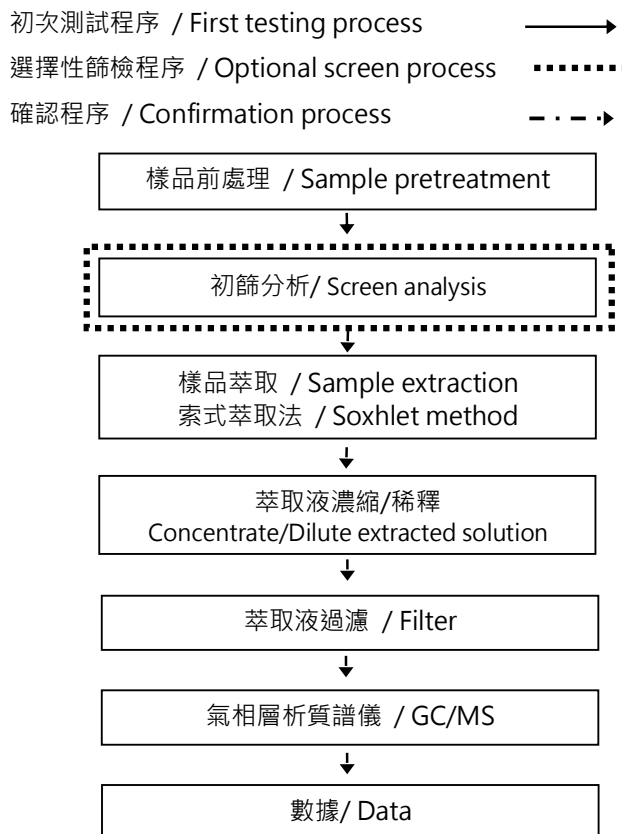 初次測試程序 / First testing process
選擇性篩檢程序 / Optional screen process
確認程序 / Confirmation process
樣品前處理 / Sample pretreatment
初篩分析/ Screen analysis
樣品萃取 / Sample extraction
索式萃取法 / Soxhlet method
萃取液濃縮/稀釋
Concentrate/Dilute extracted solution
萃取液過濾 / Filter
氣相層析質譜儀 / GC/MS
數據/ Data